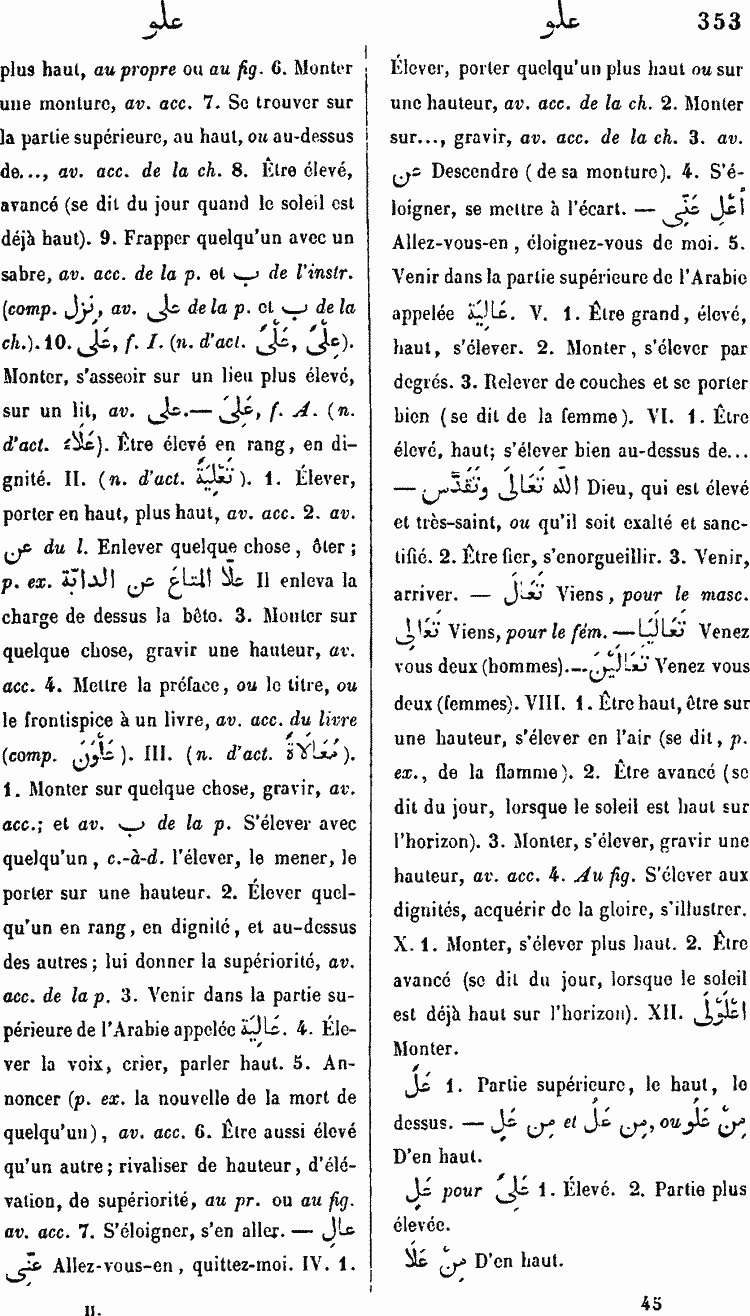 علو
علو
353
plus haut, au propre ou au fig. 6. Monter
une monture, av. acc. 7. Se trouver sur
la partie supérieure, au haut, ou au-dessus
de..., av. acc. de la ch. 8. Être élevé,
avancé (se dit du jour quand le soleil est
déjà haut). 9. Frapper quelqu'un avec un
sabre, av. acc. de la p. et ب de l'instr.
(comp. نزل, av. على de la p. et ب de la
ch.). 10. عَلَى, f. I. (n. d'act. عَلْىٌ, عُلِىٌّ).
Monter, s'asseoir sur un lieu plus élevé,
sur un lit, av. على. — عَلِىَ, f. A. (n.
d'act. عَلَاءٌ). Être élevé en rang, en di-
gnité. II. (n. d'act. تَعْلِيَةٌ). 1. Élever,
porter en haut, plus haut, av. acc. 2. av.
عن du l. Enlever quelque chose, ôter;
p. ex. علّا المتاعَ عن الدابّة Il enleva la
charge de dessus la bête. 3. Monter sur
quelque chose, gravir une hauteur, av.
acc. 4. Mettre la préface, ou le titre, ou
le frontispice à un livre, av. acc. du livre
(comp. عَلْوَنَ). III. (n. d'act. مُعَالَاةٌ).
1. Monter sur quelque chose, gravir, av.
acc.; et av. ب de la p. S'élever avec
quelqu'un, c.-à-d. l'élever, le mener, le
porter sur une hauteur. 2. Élever quel-
qu'un en rang, en dignité, et au-dessus
des autres; lui donner la supériorité, av.
acc. de la p. 3. Venir dans la partie su-
périeure de l'Arabie appelée عَالِيَة. 4. Éle-
ver la voix, crier, parler haut. 5. An-
noncer (p. ex. la nouvelle de la mort de
quelqu'un), av. acc. 6. Être aussi élevé
qu'un autre; rivaliser de hauteur, d'élé-
vation, de supériorité, au pr. ou au fig.
av. acc. 7. S'éloigner, s'en aller. — عال
عنّى Allez-vous-en, quittez-moi. IV. 1.
II.
Élever, porter quelqu'un plus haut ou sur
une hauteur, av. acc. de la ch. 2. Monter
sur..., gravir, av. acc. de la ch. 3. av.
عن Descendre (de sa monture). 4. S'é-
loigner, se mettre à l'écart. — أَعْلِ عَنِّى
Allez-vous-en, éloignez-vous de moi. 5.
Venir dans la partie supérieure de l'Arabie
appelée عَالِيَة. V. 1. Être grand, élevé,
haut, s'élever. 2. Monter, s'élever par
degrés. 3. Relever de couches et se porter
bien (se dit de la femme). VI. 1. Être
élevé, haut; s'élever bien au-dessus de...
— الله تَعَالَى وتَقَدَّس Dieu, qui est élevé
et très-saint, ou qu'il soit exalté et sanc-
tifié. 2. Être fier, s'enorgueillir. 3. Venir,
arriver. — تَعَالَ Viens, pour le masc.
تَعَالِى Viens, pour le fém. — تَعَالَيَا Venez
vous deux (hommes). — تَعَالَيْنَ Venez vous
deux (femmes). VIII. 1. Être haut, être sur
une hauteur, s'élever en l'air (se dit, p.
ex., de la flamme). 2. Être avancé (se
dit du jour, lorsque le soleil est haut sur
l'horizon). 3. Monter, s'élever, gravir une
hauteur, av. acc. 4. Au fig. S'élever aux
dignités, acquérir de la gloire, s'illustrer.
X. 1. Monter, s'élever plus haut. 2. Être
avancé (se dit du jour, lorsque le soleil
est déjà haut sur l'horizon). XII. اعْلَوْلَى
Monter.
عَلُ 1. Partie supérieure, le haut, le
dessus. — من عَلِ et من عَلُ, ou مِنْ عَلْو
D'en haut.
عَلٍ pour عَلِىٌ 1. Élevé. 2. Partie plus
élevée.
مِنْ عَلَا D'en haut.
45